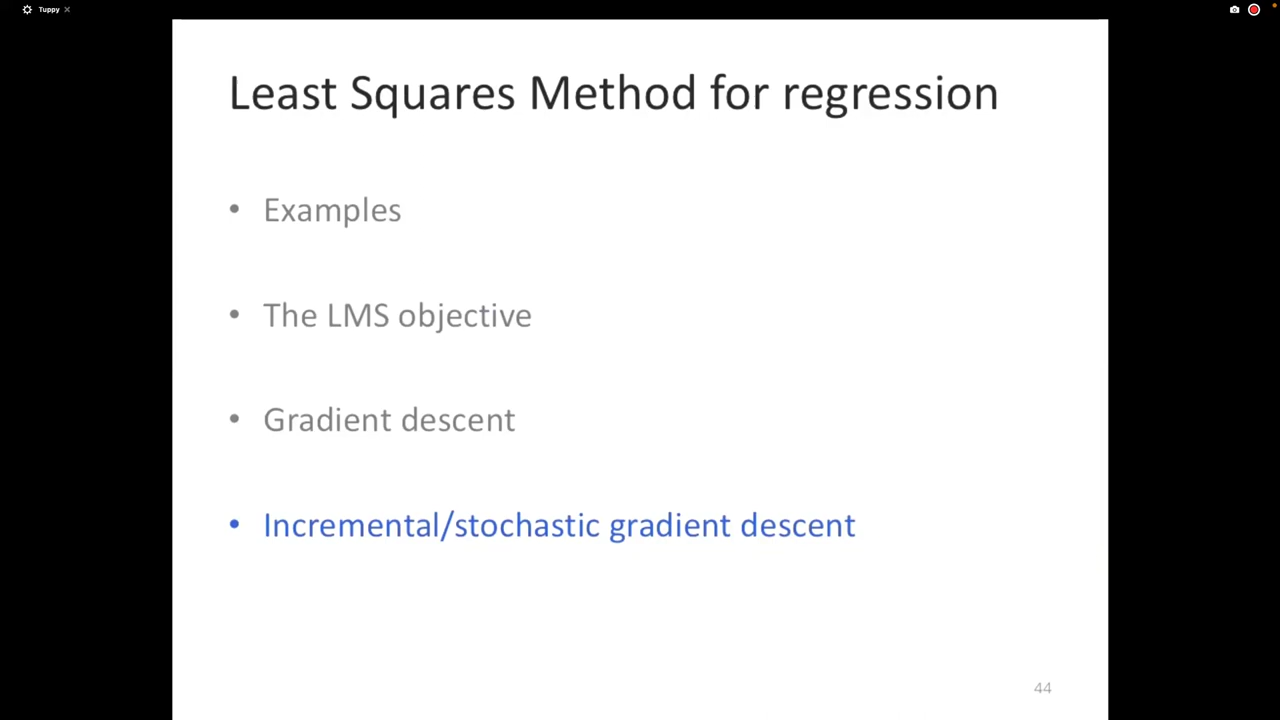 Tuppy
Least Squares Method for regression
• Examples
• The LMS objective
• Gradient descent
• Incremental/stochastic gradient descent
44